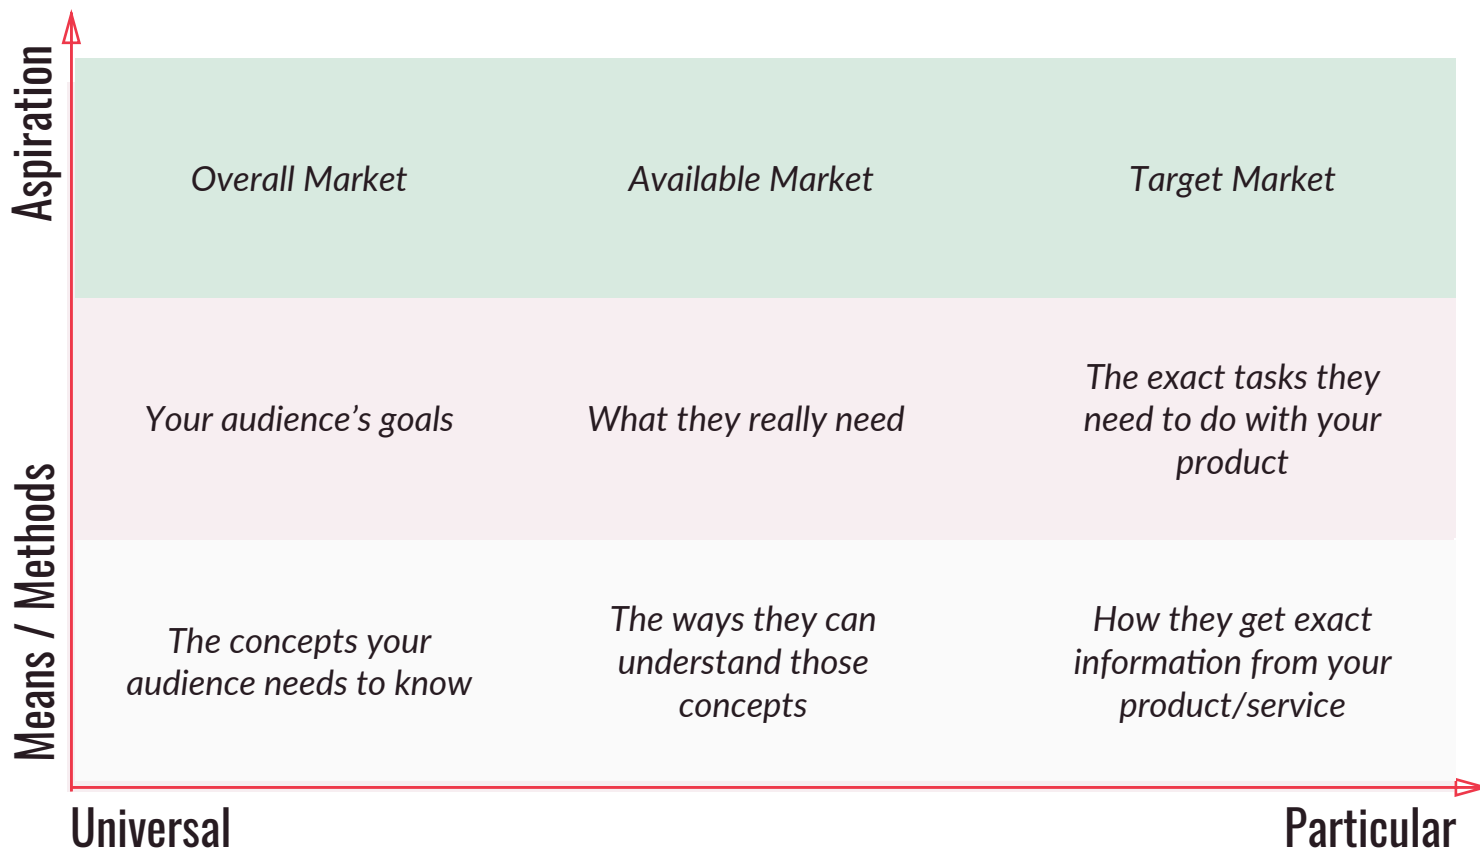 Aspiration
Overall Market
Available Market
Target Market
Means / Methods
Your audience’s goals
What they really need
The exact tasks they
need to do with your
product
The concepts your
audience needs to know
The ways they can
understand those
concepts
How they get exact
information from your
product/service
Universal
Particular